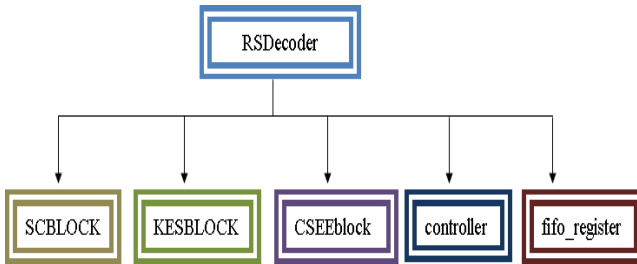 RSDecoder
SCBLOCK
KESBLOCK
CSEEblock
controller
fifo_register